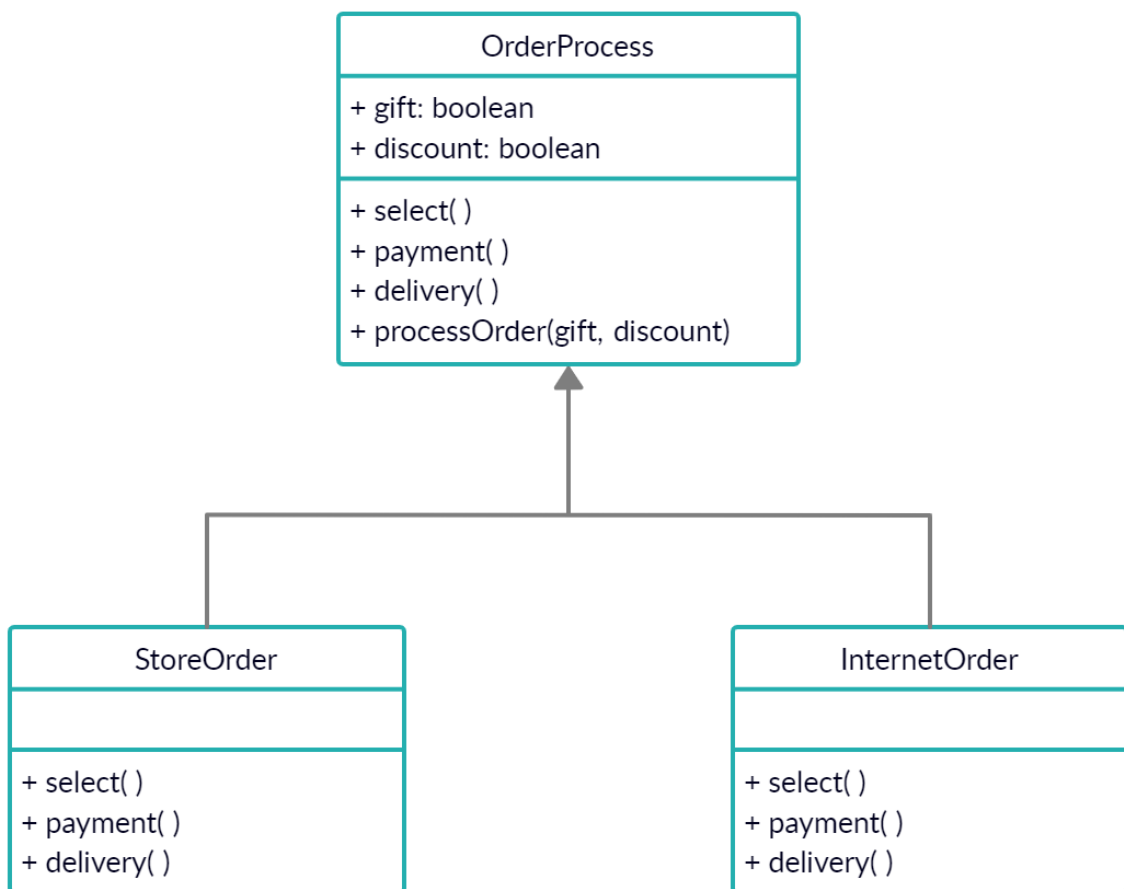 OrderProcess
+ gift: boolean
+ discount: boolean
+ select( )
+ payment( )
+ delivery( )
+ processOrder(gift, discount)
StoreOrder
+ select( )
+ payment( )
+ delivery( )
InternetOrder
+ select( )
+ payment( )
+ delivery( )